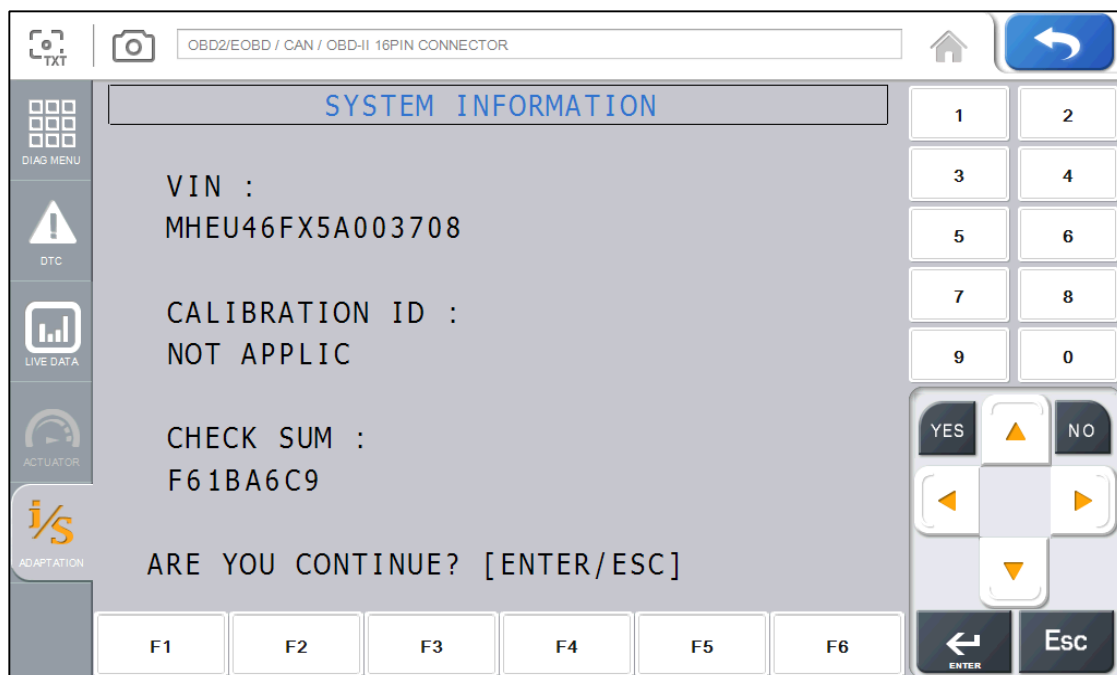 TXT
OBD2/EOBD / CAN / OBD-II 16PIN CONNECTOR
DIAG MENU
DTC
LIVE DATA
ACTUATOR
i/s
ADAPTATION
SYSTEM INFORMATION
VIN :
MHEU46FX5A003708
CALIBRATION ID :
NOT APPLIC
CHECK SUM :
F61BA6C9
ARE YOU CONTINUE? [ENTER/ESC]
F1 F2 F3 F4 F5 F6
1 2
3 4
5 6
7 8
9 0
YES NO
ENTER Esc